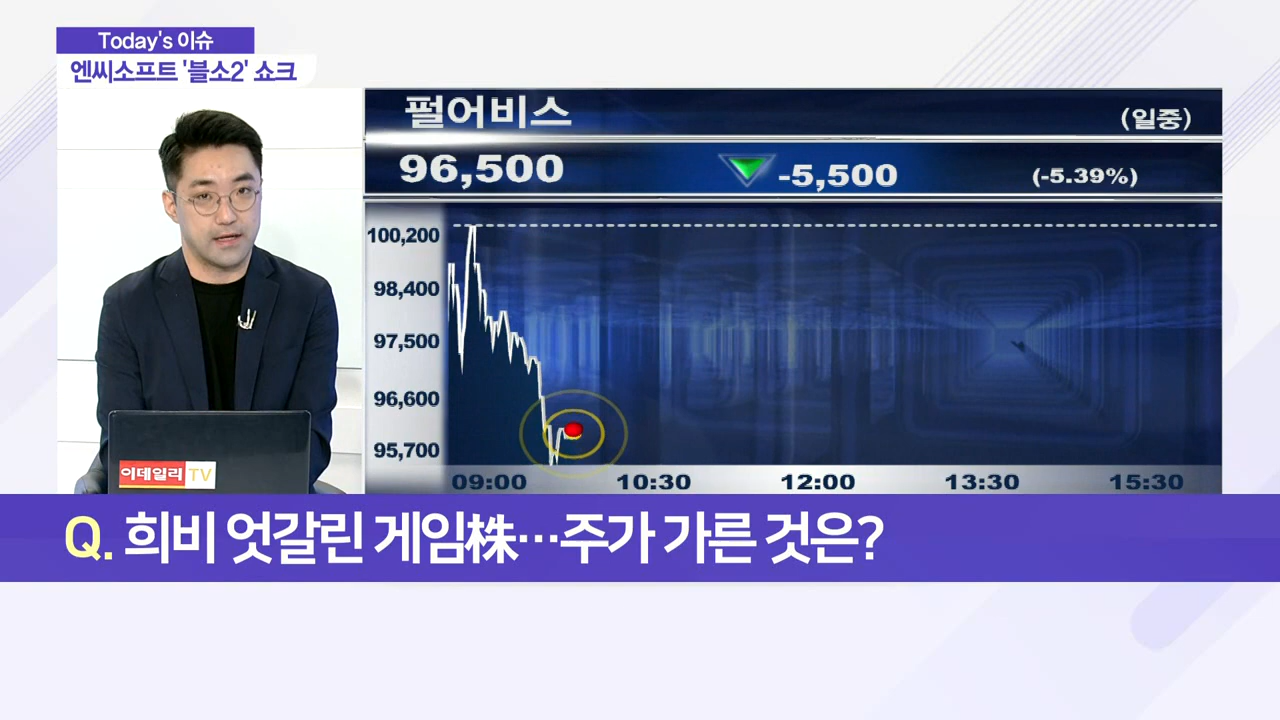 Today's 이슈
엔씨소프트 '블소2' 쇼크
펄어비스 (일중)
96,500 -5,500 (-5.39%)
100,200
98,400
97,500
96,600
95,700
09:00 10:30 12:00 13:30 15:30
이데일리 TV
Q. 희비 엇갈린 게임株…주가 가른 것은?